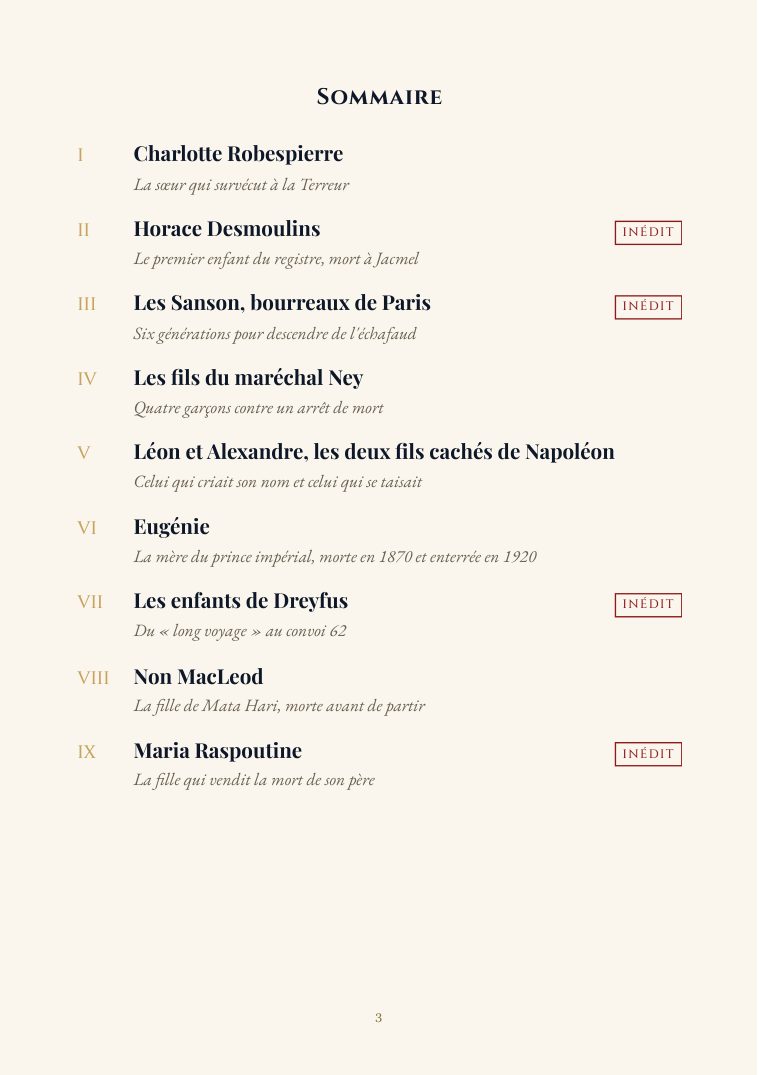 Sommaire
I Charlotte Robespierre
La sœur qui survécut à la Terreur
II Horace Desmoulins INÉDIT
Le premier enfant du registre, mort à Jacmel
III Les Sanson, bourreaux de Paris INÉDIT
Six générations pour descendre de l'échafaud
IV Les fils du maréchal Ney
Quatre garçons contre un arrêt de mort
V Léon et Alexandre, les deux fils cachés de Napoléon
Celui qui criait son nom et celui qui se taisait
VI Eugénie
La mère du prince impérial, morte en 1870 et enterrée en 1920
VII Les enfants de Dreyfus INÉDIT
Du « long voyage » au convoi 62
VIII Non MacLeod
La fille de Mata Hari, morte avant de partir
IX Maria Raspoutine INÉDIT
La fille qui vendit la mort de son père
3